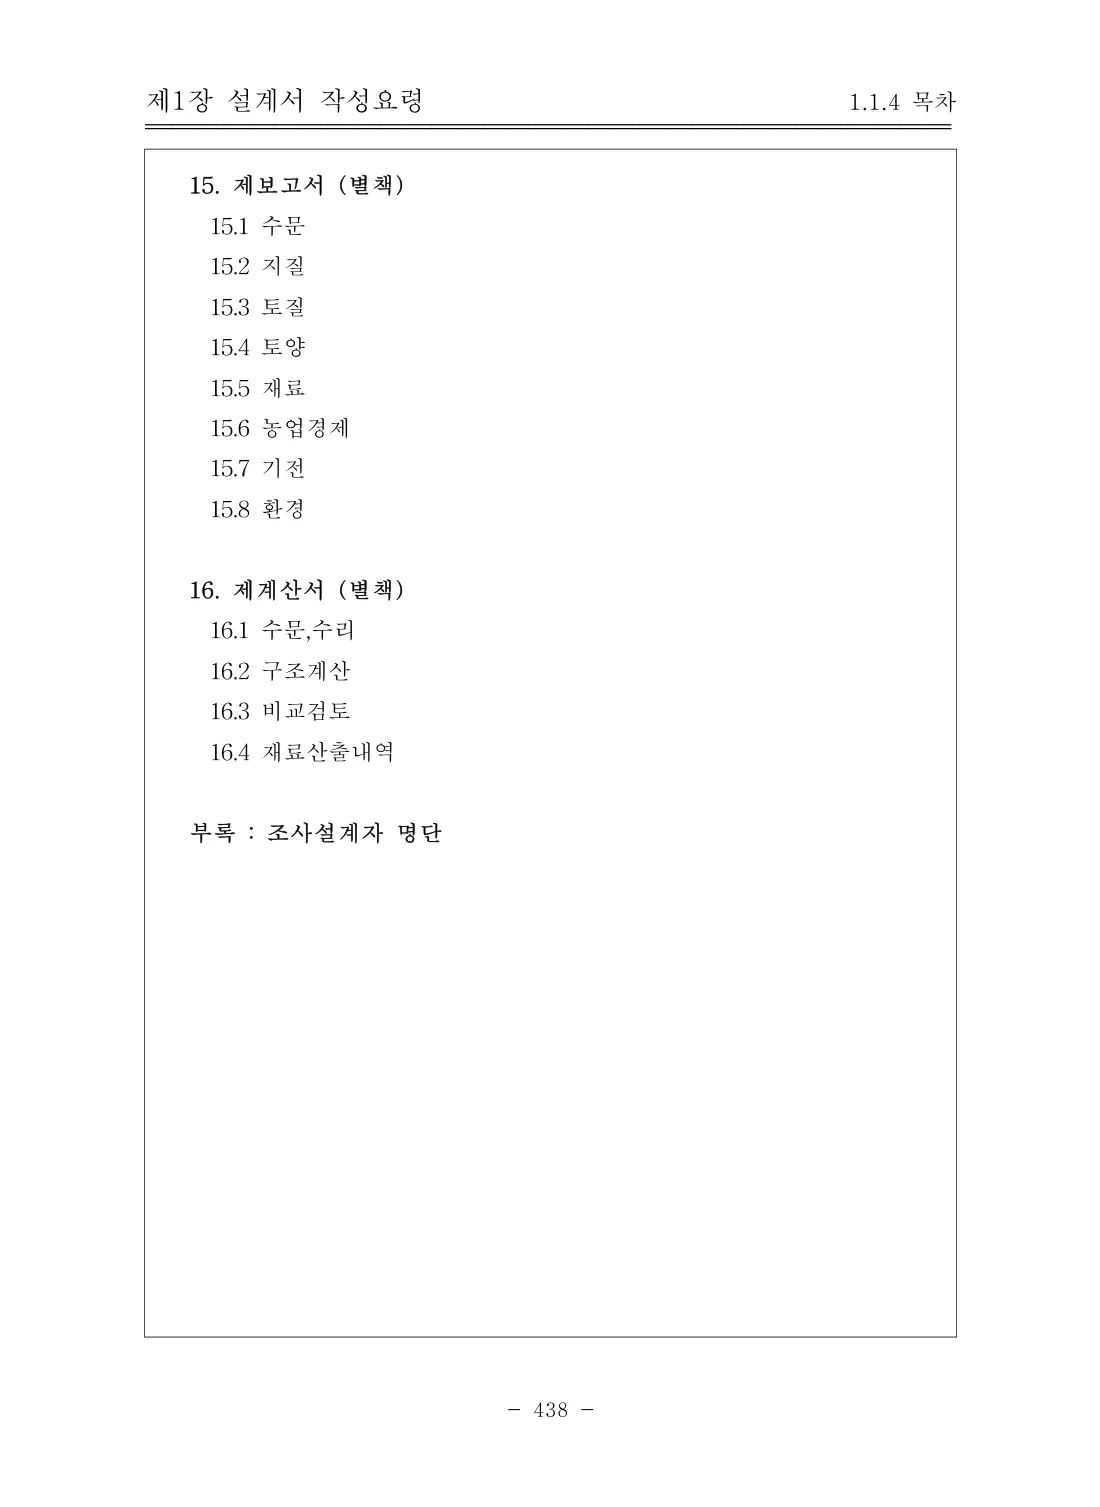 제1장 설계서 작성요령
1.1.4 목차
15. 제보고서 (별책)
15.1 수문
15.2 지질
15.3 토질
15.4 토양
15.5 재료
15.6 농업경제
15.7 기전
15.8 환경
16. 제계산서 (별책)
16.1 수문,수리
16.2 구조계산
16.3 비교검토
16.4 재료산출내역
부록 : 조사설계자 명단
- 438 -